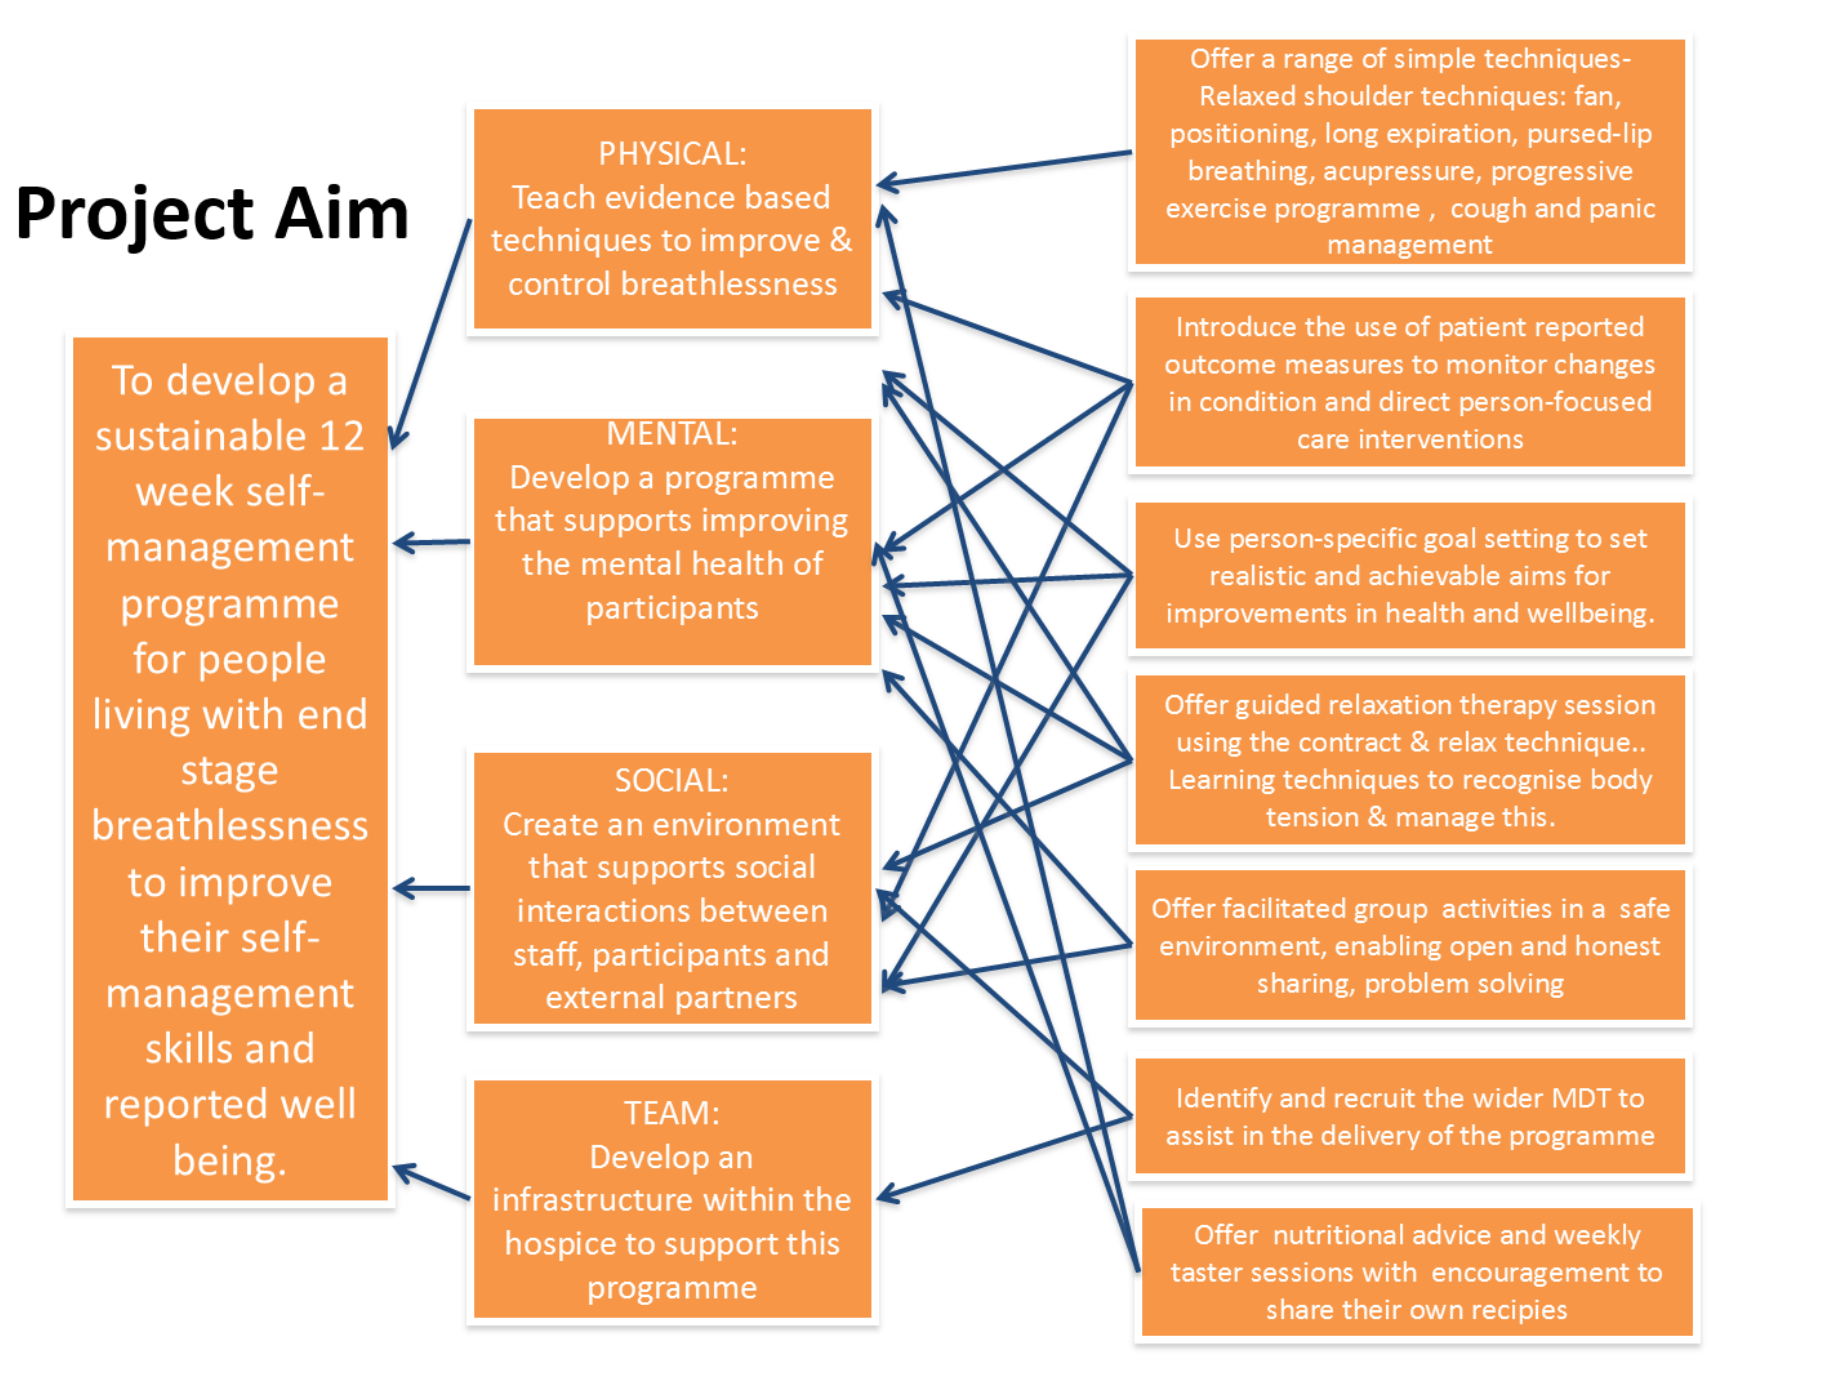 Project Aim
To develop a
sustainable 12
week self-
management
programme
for people
living with end
stage
breathlessness
to improve
their self-
management
skills and
reported well
being.
PHYSICAL:
Teach evidence based
techniques to improve &
control breathlessness
MENTAL:
Develop a programme
that supports improving
the mental health of
participants
SOCIAL:
Create an environment
that supports social
interactions between
staff, participants and
external partners
TEAM:
Develop an
infrastructure within the
hospice to support this
programme
Offer a range of simple techniques-
Relaxed shoulder techniques: fan,
positioning, long expiration, pursed-lip
breathing, acupressure, progressive
exercise programme , cough and panic
management
Introduce the use of patient reported
outcome measures to monitor changes
in condition and direct person-focused
care interventions
Use person-specific goal setting to set
realistic and achievable aims for
improvements in health and wellbeing.
Offer guided relaxation therapy session
using the contract & relax technique..
Learning techniques to recognise body
tension & manage this.
Offer facilitated group activities in a safe
environment, enabling open and honest
sharing, problem solving
Identify and recruit the wider MDT to
assist in the delivery of the programme
Offer nutritional advice and weekly
taster sessions with encouragement to
share their own recipies